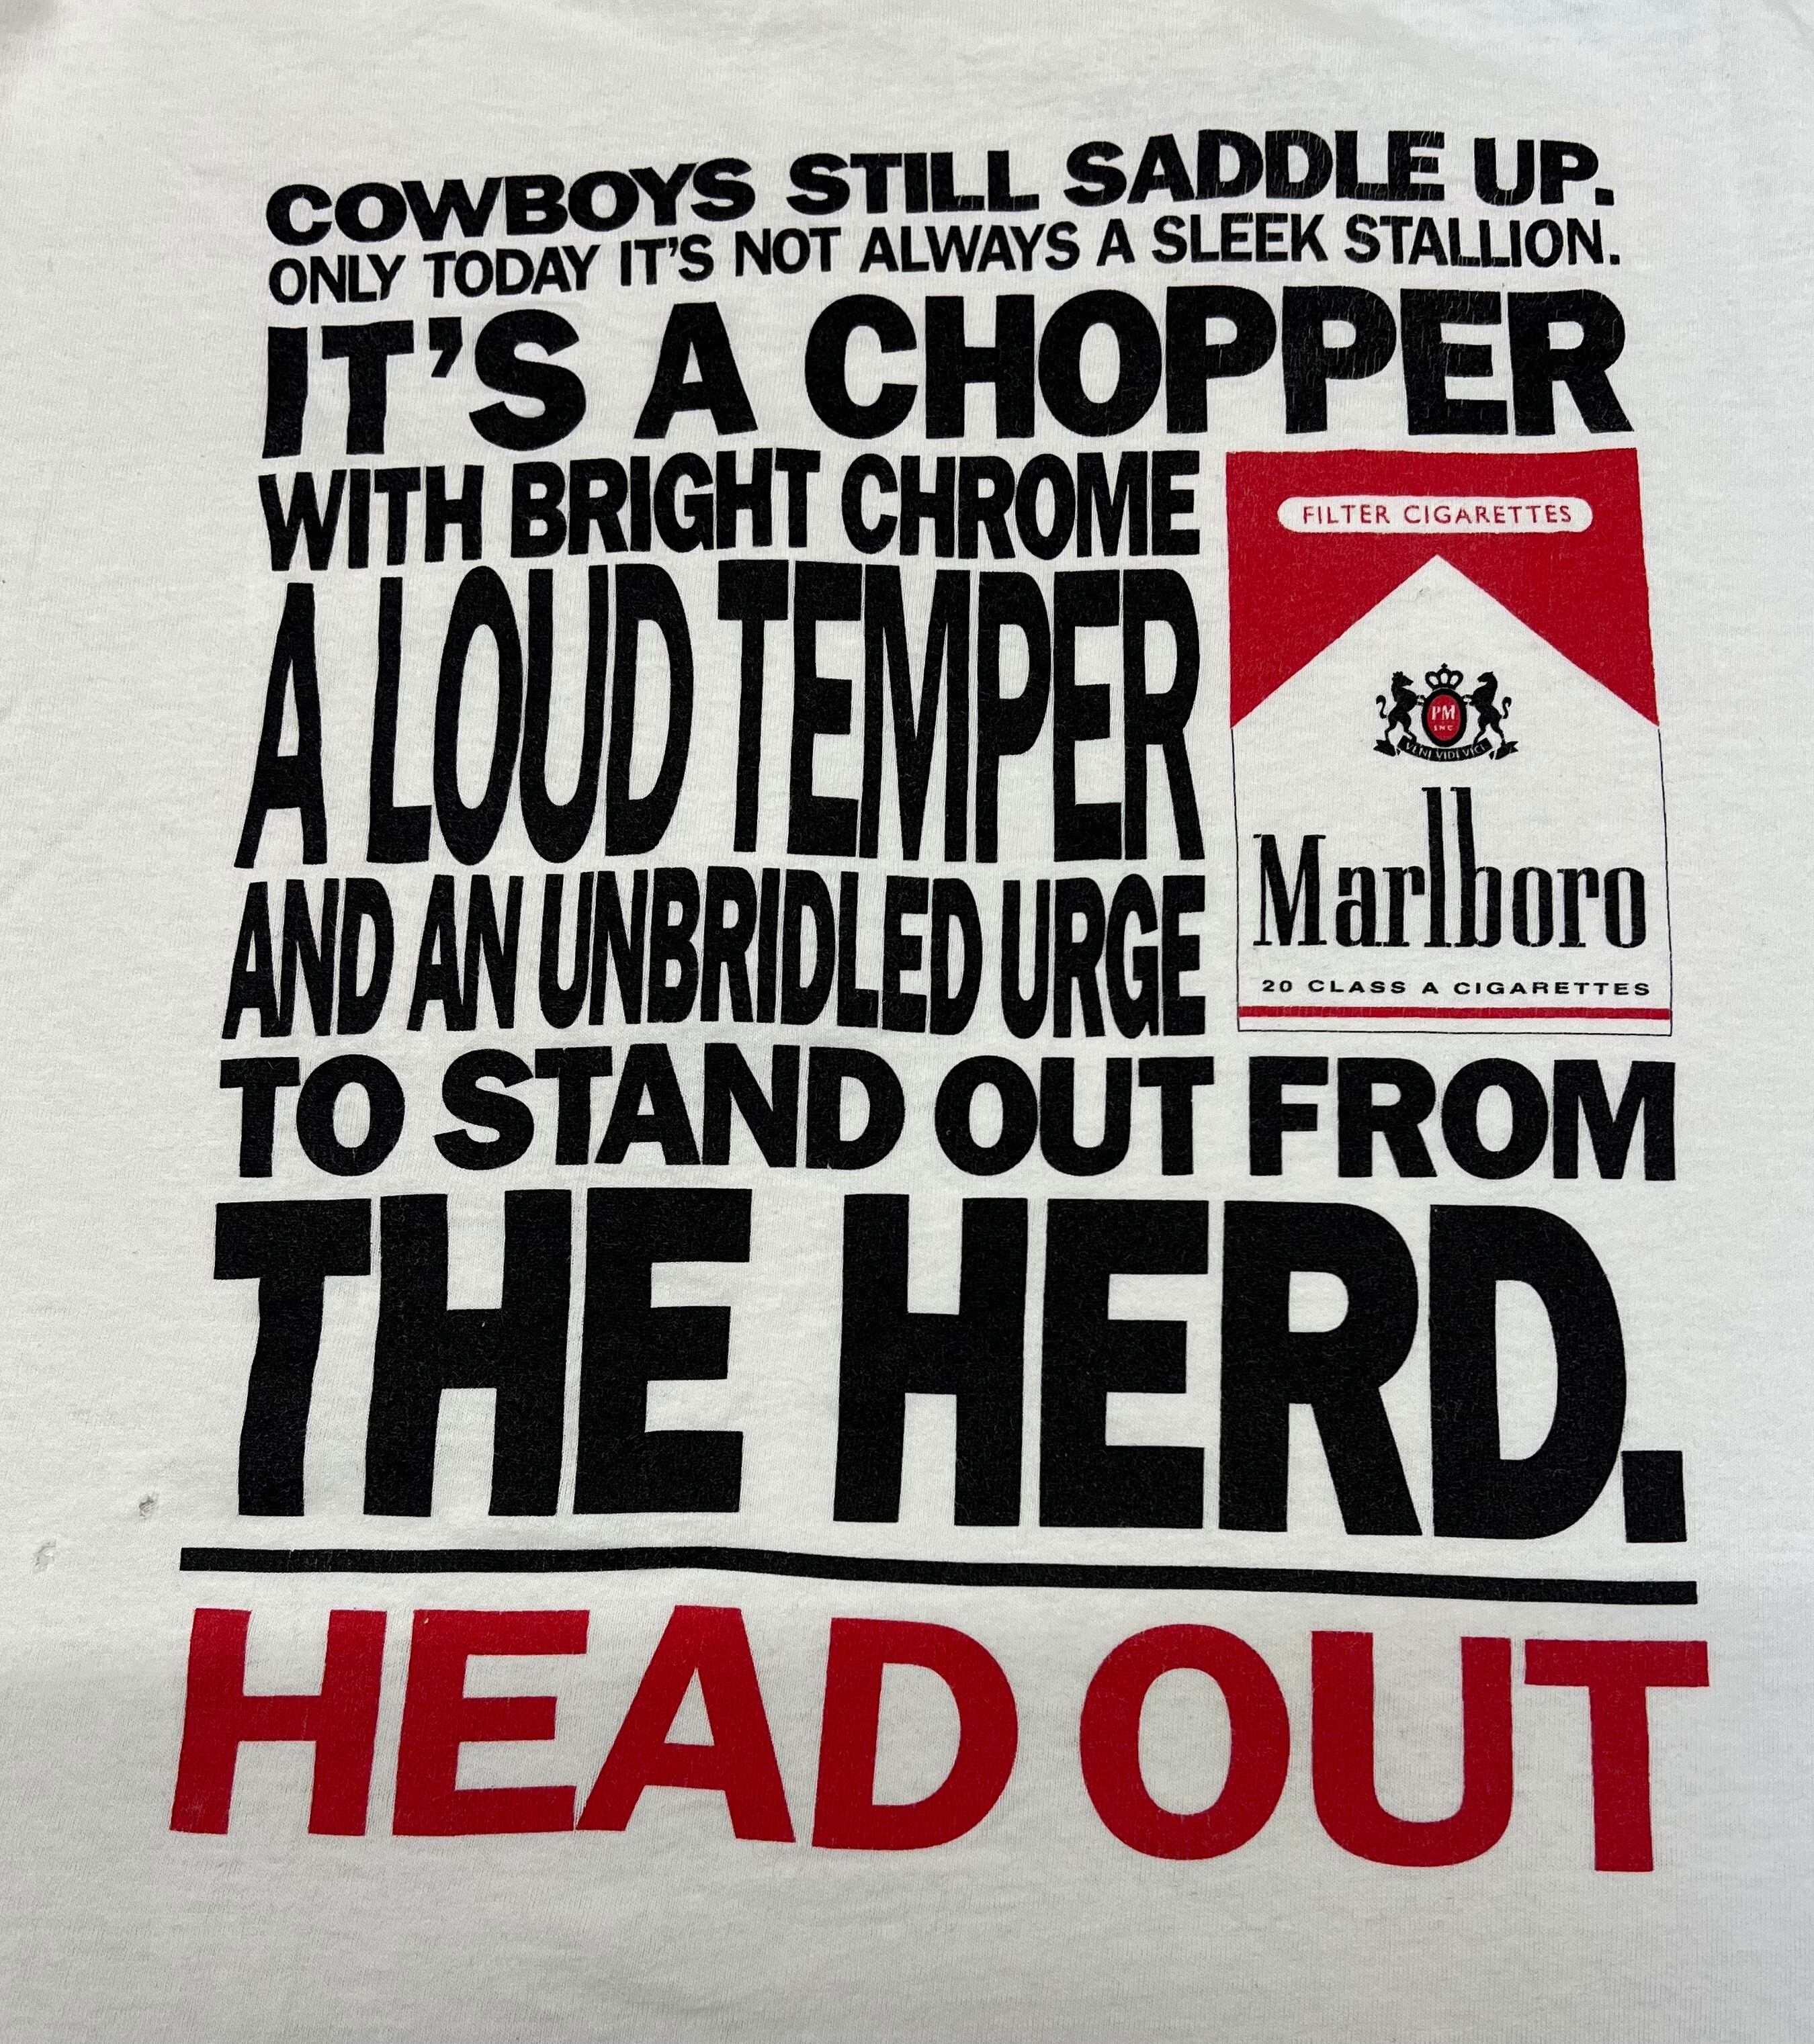 COWBOYS STILL SADDLE UP.
ONLY TODAY IT'S NOT ALWAYS A SLEEK STALLION.
IT'S A CHOPPER
WITH BRIGHT CHROME
A LOUD TEMPER
AND AN UNBRIDLED URGE
FILTER CIGARETTES
PM
INC
VENI VIDI VICI
Marlboro
20 CLASS A CIGARETTES
TO STAND OUT FROM
THE HERD.
HEAD OUT